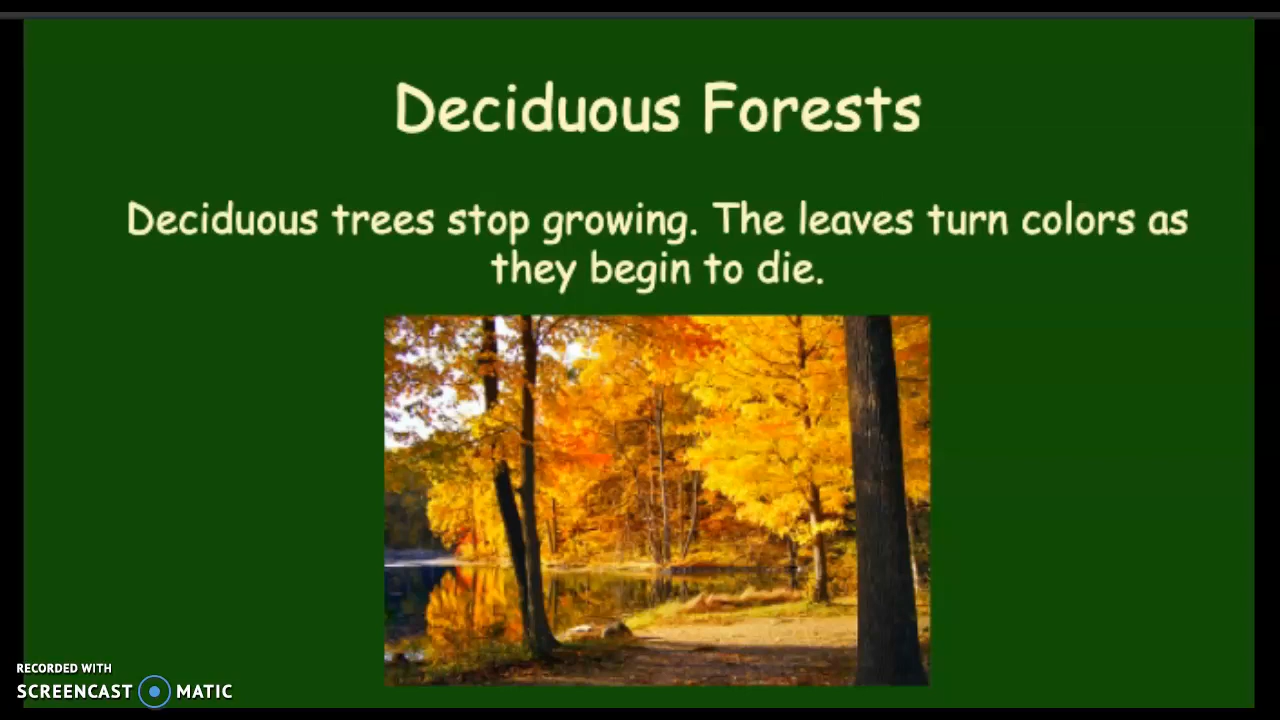 Deciduous Forests
Deciduous trees stop growing. The leaves turn colors as
they begin to die.
RECORDED WITH
SCREENCAST MATIC